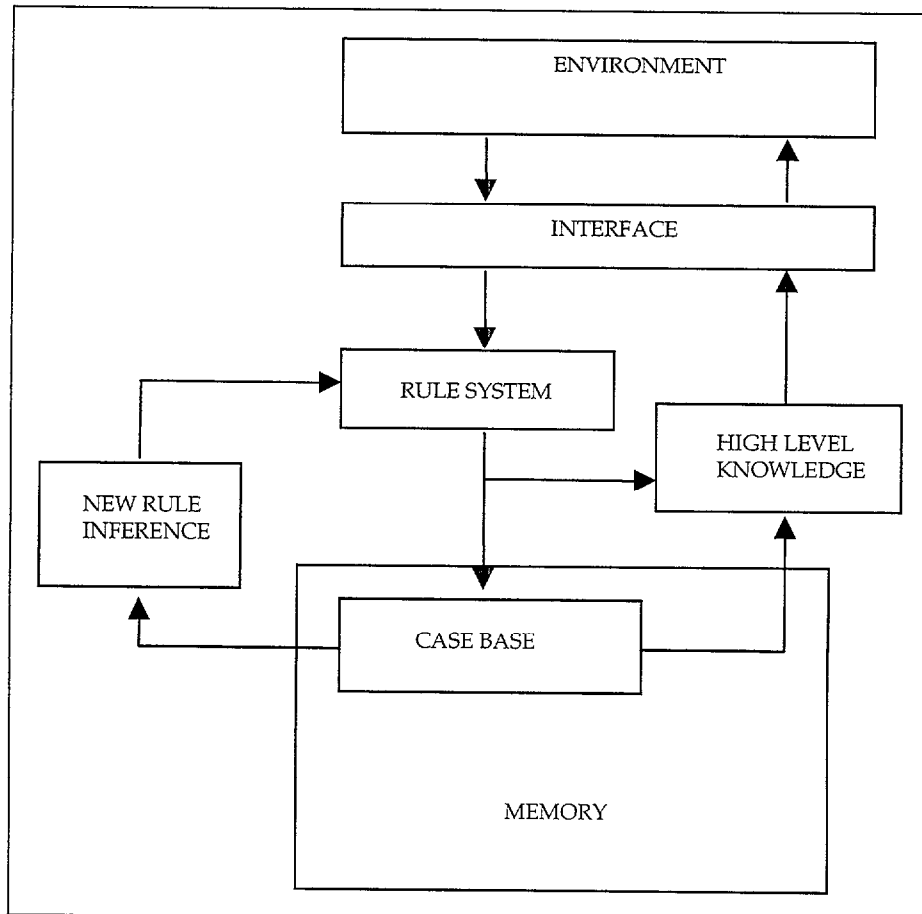 ENVIRONMENT
INTERFACE
RULE SYSTEM
HIGH LEVEL
KNOWLEDGE
NEW RULE
INFERENCE
CASE BASE
MEMORY